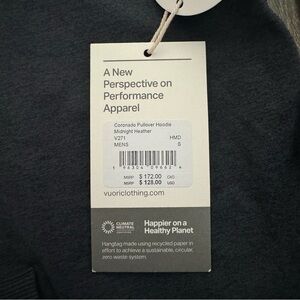 A New
Perspective on
Performance
Apparel
Coronado Pullover Hoodie
Midnight Heather
V271 HMD
MENS S
MSRP $ 172.00 CAD
MSRP $ 128.00 USD
vuoriclothing.com
CLIMATE
NEUTRAL
Happier on a
Healthy Planet
Hangtag made using recycled paper in
effort to achieve a sustainable, circular,
zero waste system.